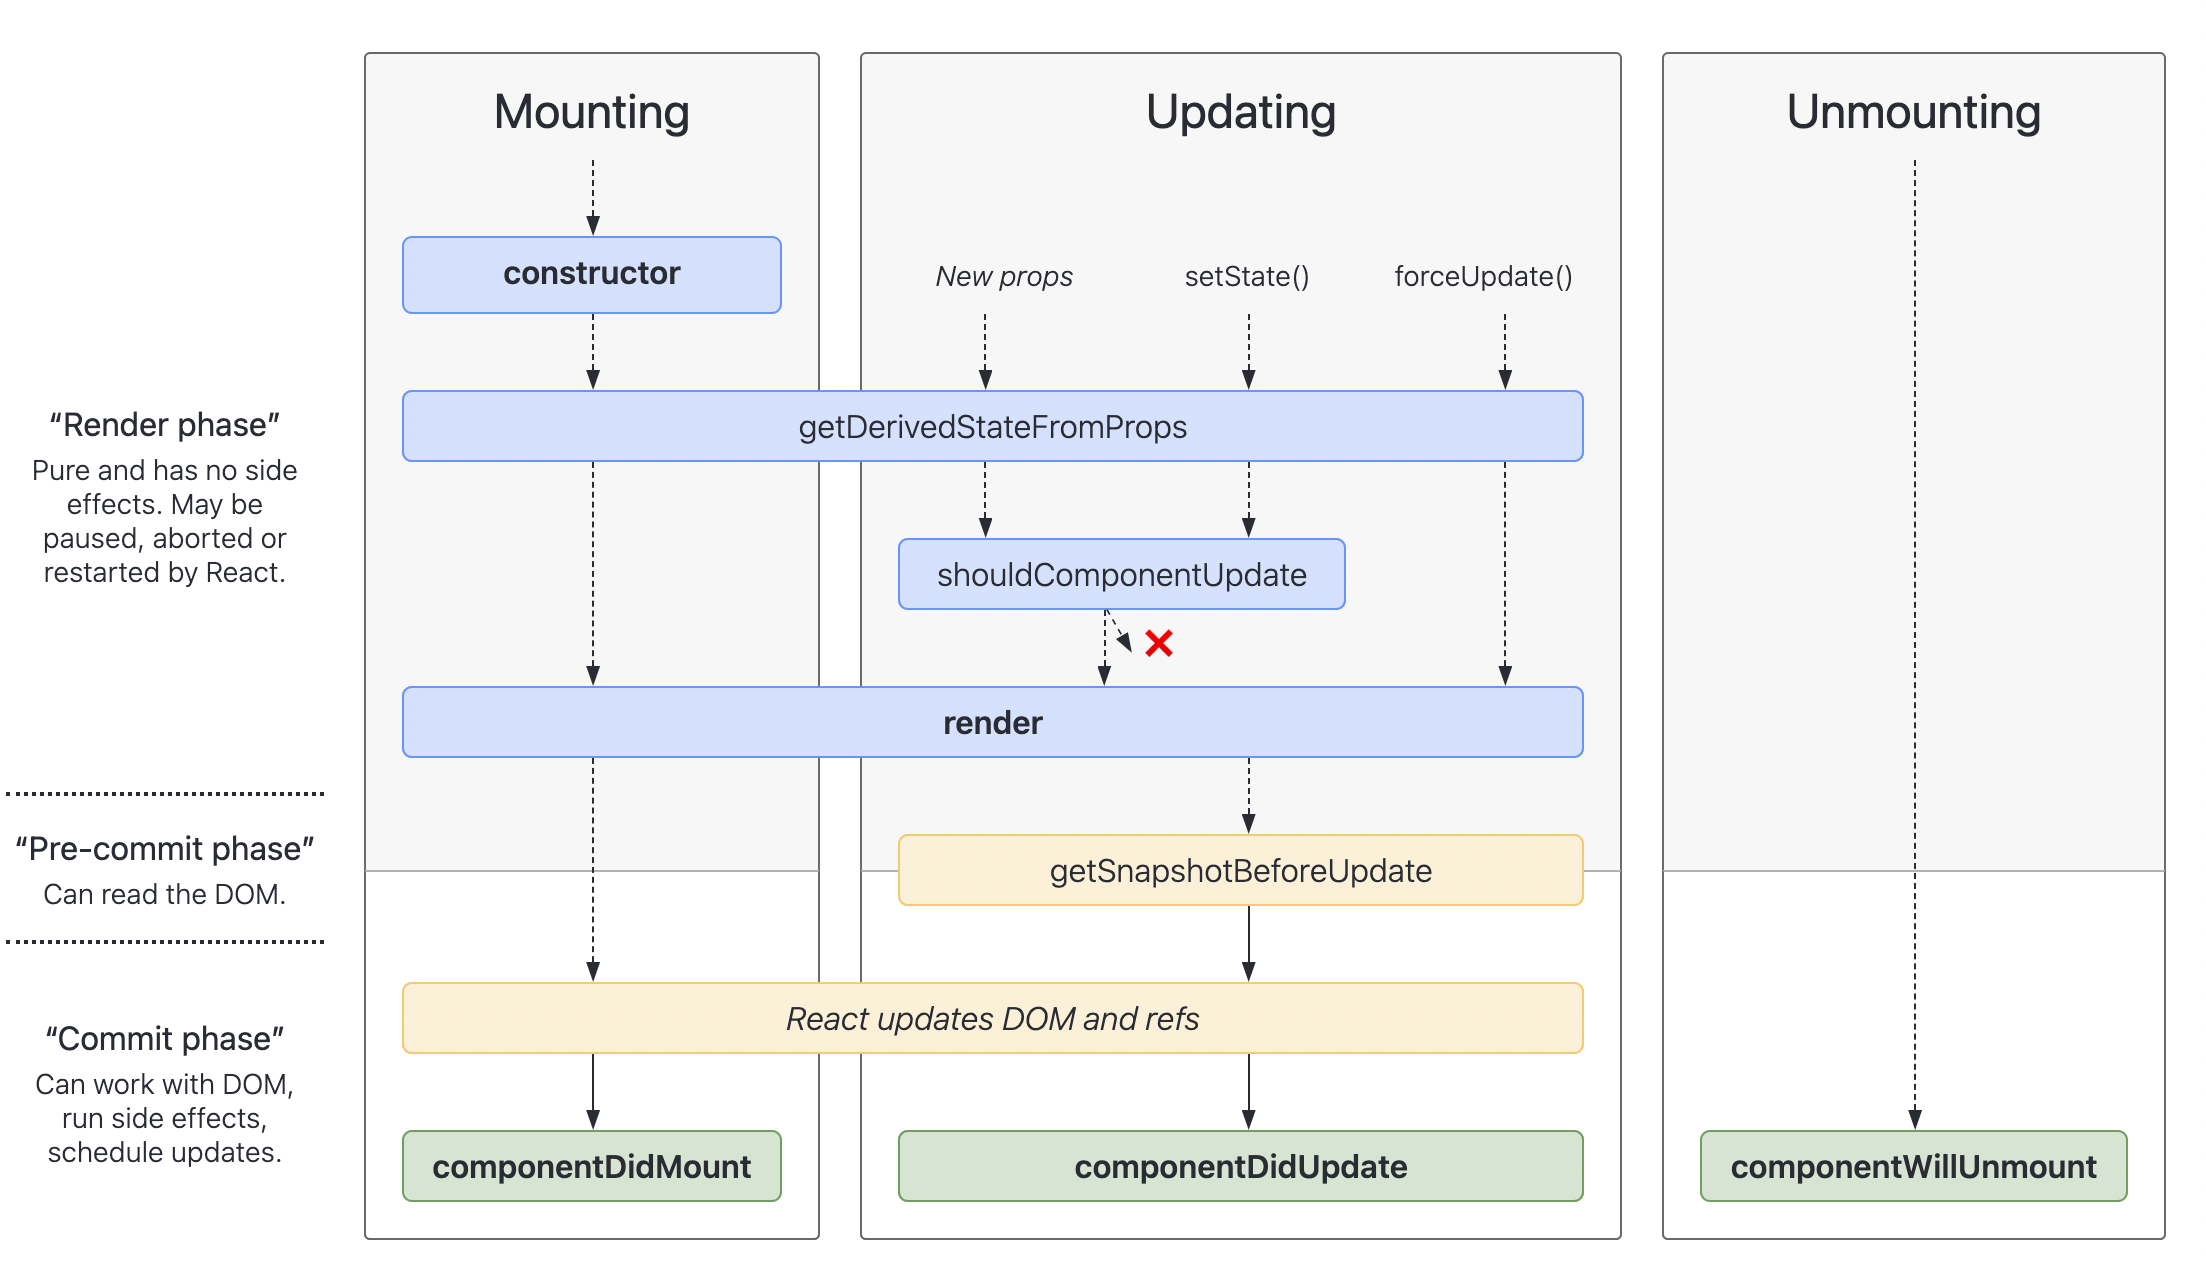 Mounting
Updating
Unmounting
constructor
New props
setState()
forceUpdate()
getDerivedStateFromProps
“Render phase”
Pure and has no side
effects. May be
paused, aborted or
restarted by React.
shouldComponentUpdate
render
“Pre-commit phase”
Can read the DOM.
getSnapshotBeforeUpdate
React updates DOM and refs
“Commit phase”
Can work with DOM,
run side effects,
schedule updates.
componentDidMount
componentDidUpdate
componentWillUnmount